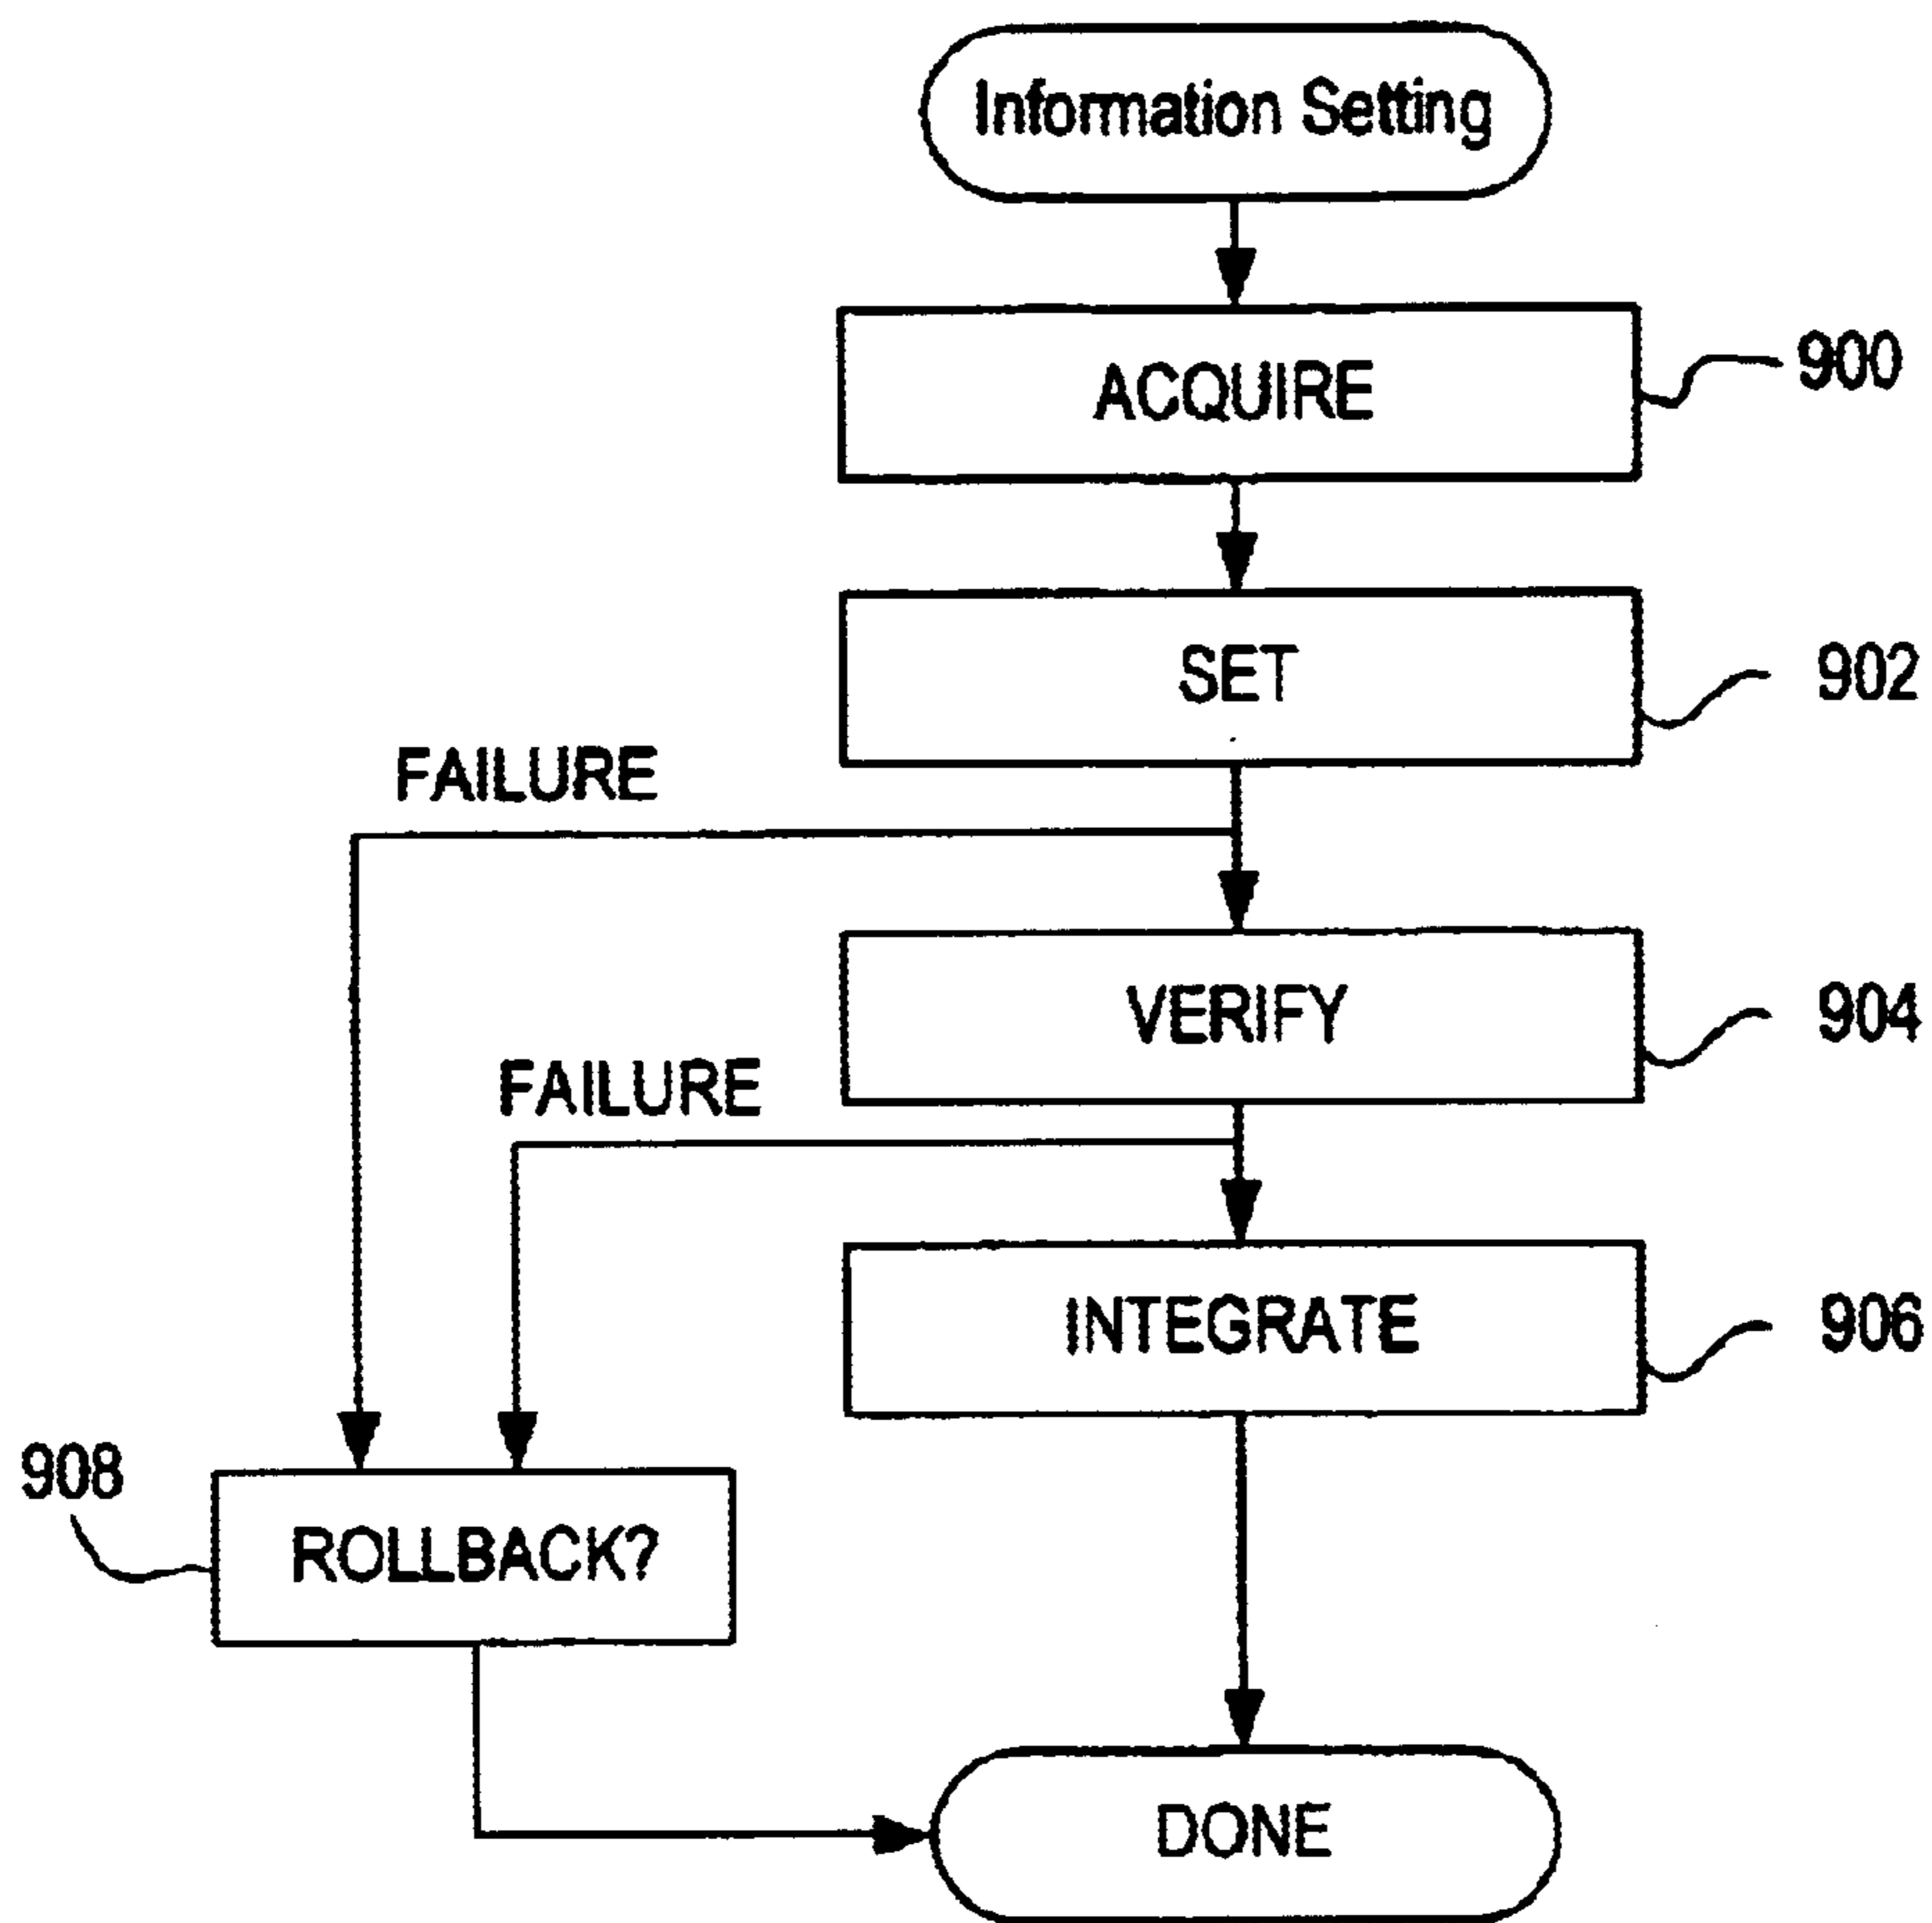 Information Setting
ACQUIRE
900
SET
902
FAILURE
VERIFY
904
FAILURE
INTEGRATE
906
908
ROLLBACK?
DONE